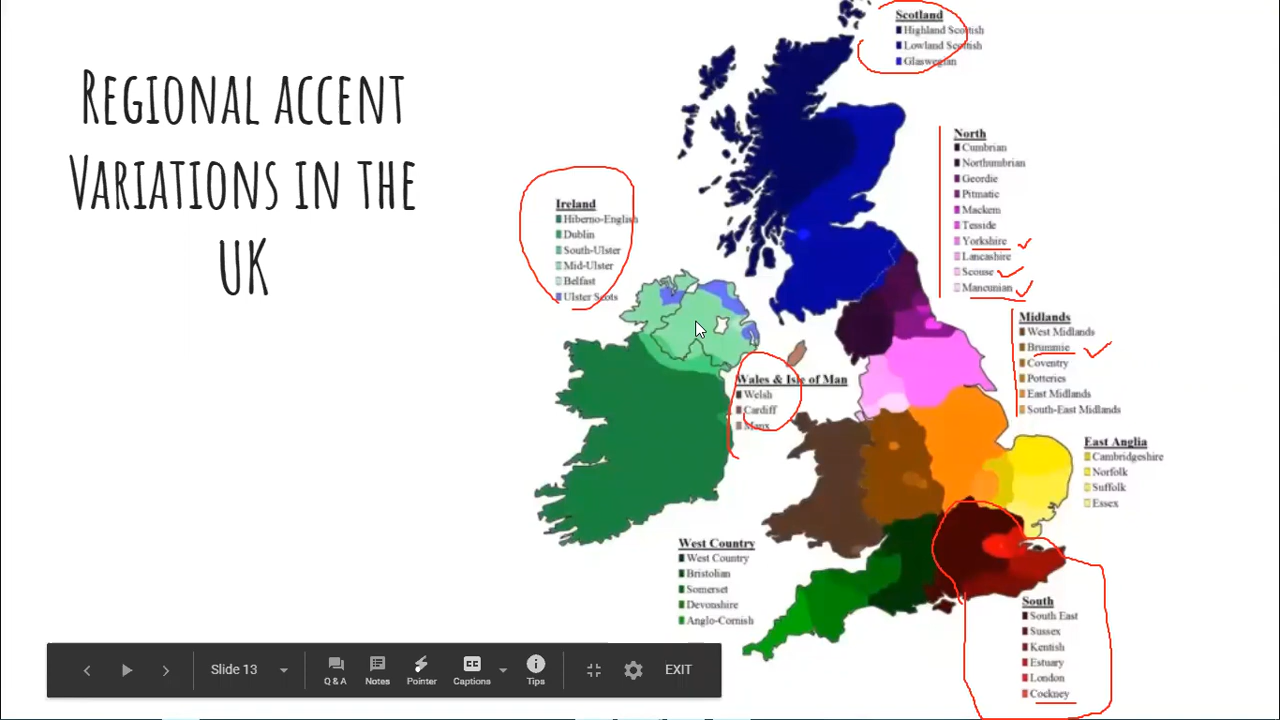 REGIONAL ACCENT
VARIATIONS IN THE
UK
Scotland
Highland Scottish
Lowland Scottish
Glaswegian
North
Cumbrian
Northumbrian
Geordie
Pitmatic
Mackem
Tesside
Yorkshire
Lancashire
Scouse
Mancunian
Ireland
Hiberno-English
Dublin
South-Ulster
Mid-Ulster
Belfast
Ulster Scots
Midlands
West Midlands
Brummie
Coventry
Potteries
East Midlands
South-East Midlands
Wales & Isle of Man
Welsh
Cardiff
Manx
East Anglia
Cambridgeshire
Norfolk
Suffolk
Essex
West Country
West Country
Bristolian
Somerset
Devonshire
Anglo-Cornish
South
South East
Sussex
Kentish
Estuary
London
Cockney
Slide 13
Q & A
Notes
Pointer
Captions
Tips
EXIT